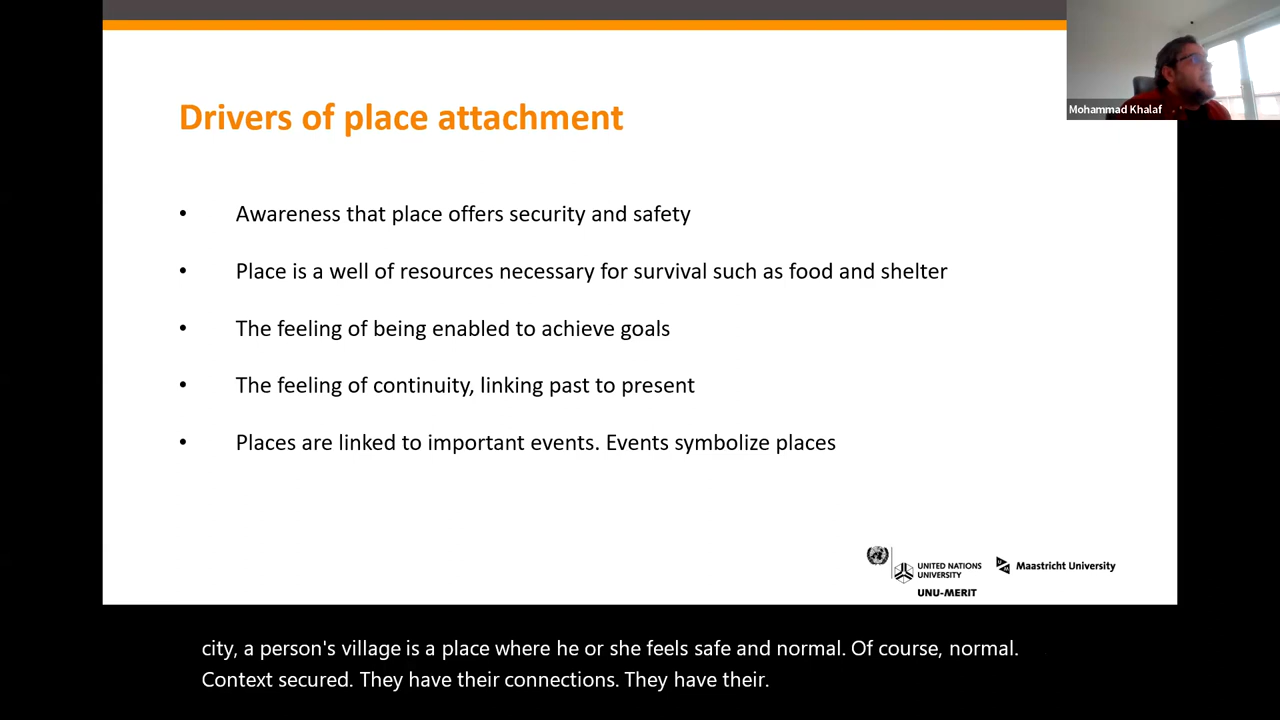 Drivers of place attachment
Mohammad Khalaf
• Awareness that place offers security and safety
• Place is a well of resources necessary for survival such as food and shelter
• The feeling of being enabled to achieve goals
• The feeling of continuity, linking past to present
• Places are linked to important events. Events symbolize places
UNITED NATIONS
UNIVERSITY
UNU-MERIT
Maastricht University
city, a person's village is a place where he or she feels safe and normal. Of course, normal.
Context secured. They have their connections. They have their.